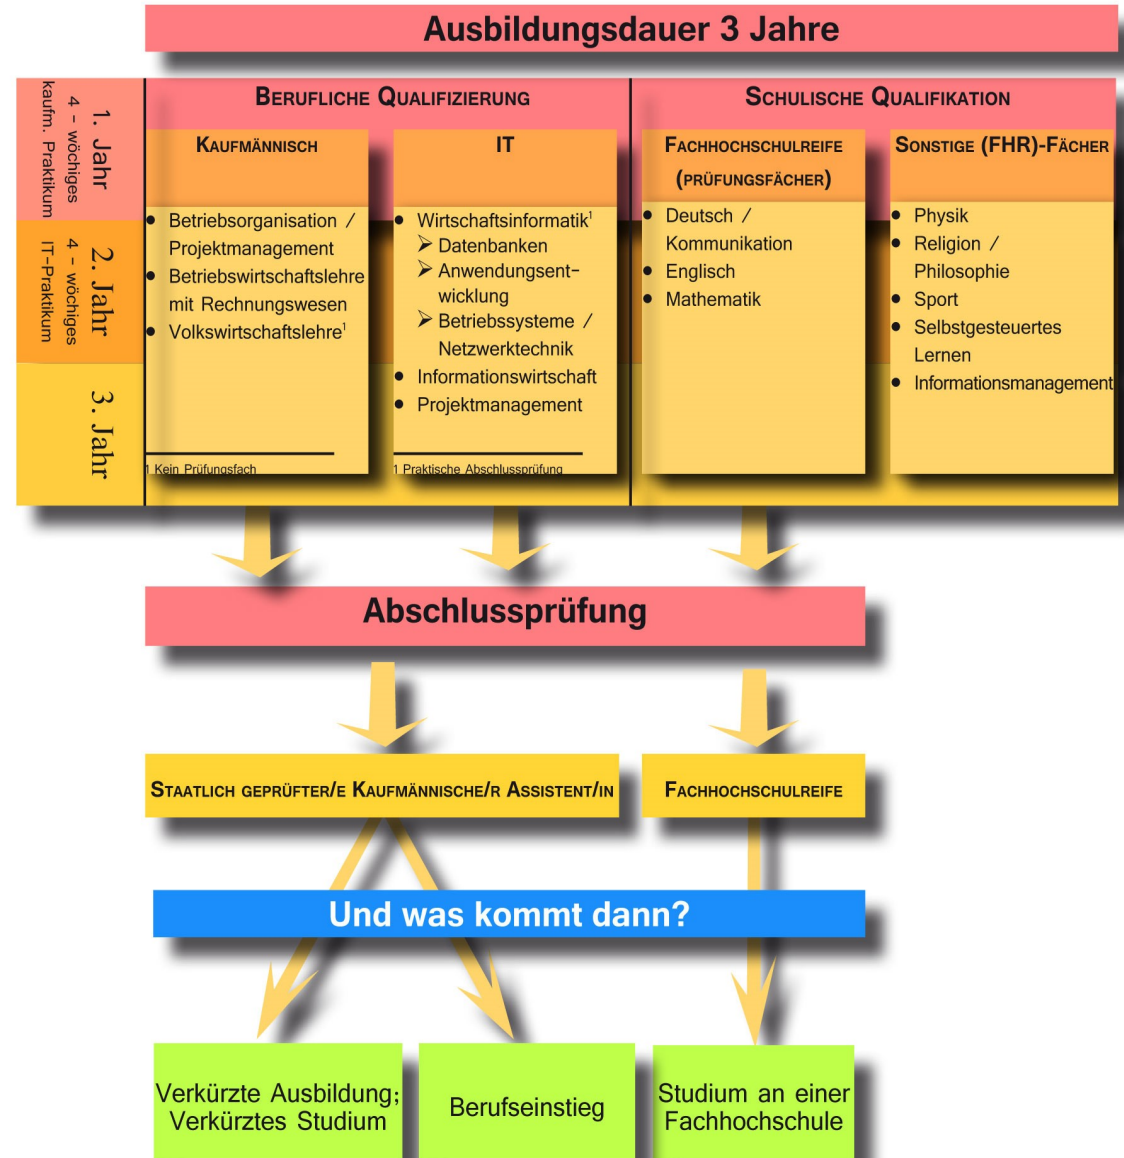 Ausbildungsdauer 3 Jahre
1. Jahr
4 - wöchiges
kaufm. Praktikum
2. Jahr
4 - wöchiges
IT-Praktikum
3. Jahr
Berufliche Qualifizierung
Kaufmännisch
• Betriebsorganisation /
Projektmanagement
• Betriebswirtschaftslehre
mit Rechnungswesen
• Volkswirtschaftslehre¹
1 Kein Prüfungsfach
IT
• Wirtschaftsinformatik¹
➢ Datenbanken
➢ Anwendungsent-
wicklung
➢ Betriebssysteme /
Netzwerktechnik
• Informationswirtschaft
• Projektmanagement
1 Praktische Abschlussprüfung
Schulische Qualifikation
Fachhochschulreife
(prüfungsfächer)
• Deutsch /
Kommunikation
• Englisch
• Mathematik
Sonstige (FHR)-Fächer
• Physik
• Religion /
Philosophie
• Sport
• Selbstgesteuertes
Lernen
• Informationsmanagement
Abschlussprüfung
Staatlich geprüfter/e Kaufmännische/r Assistent/in
Fachhochschulreife
Und was kommt dann?
Verkürzte Ausbildung;
Verkürztes Studium
Berufseinstieg
Studium an einer
Fachhochschule